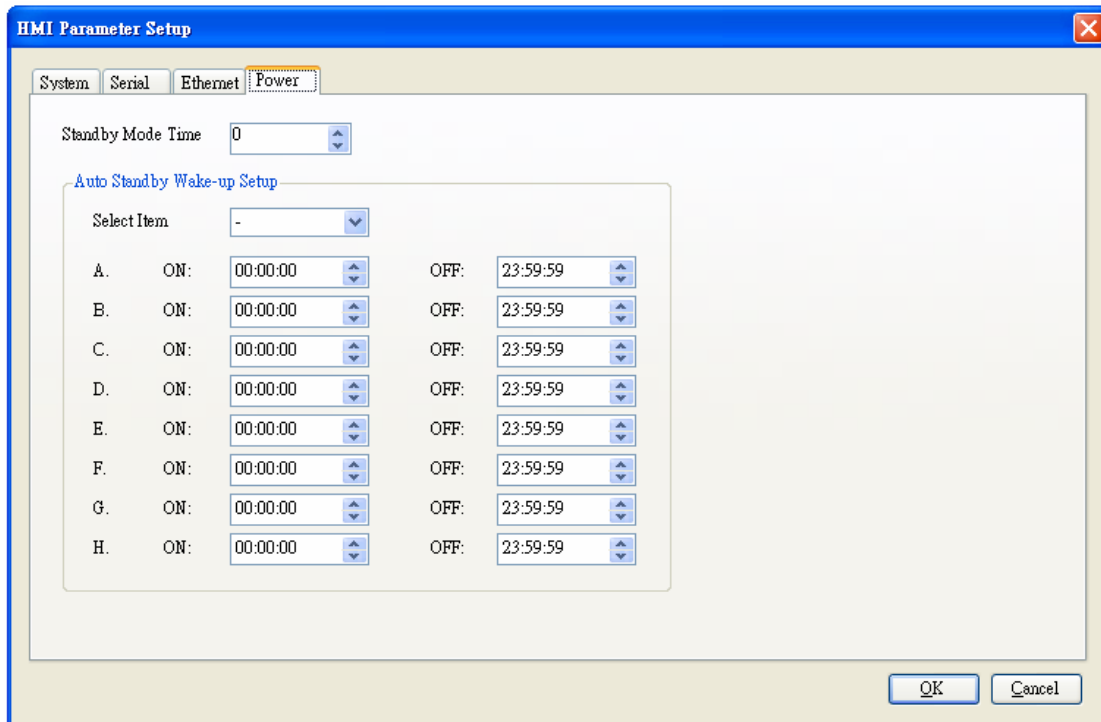 HMI Parameter Setup
System Serial Ethernet Power
Standby Mode Time 0
Auto Standby Wake-up Setup
Select Item -
A. ON: 00:00:00 OFF: 23:59:59
B. ON: 00:00:00 OFF: 23:59:59
C. ON: 00:00:00 OFF: 23:59:59
D. ON: 00:00:00 OFF: 23:59:59
E. ON: 00:00:00 OFF: 23:59:59
F. ON: 00:00:00 OFF: 23:59:59
G. ON: 00:00:00 OFF: 23:59:59
H. ON: 00:00:00 OFF: 23:59:59
OK Cancel